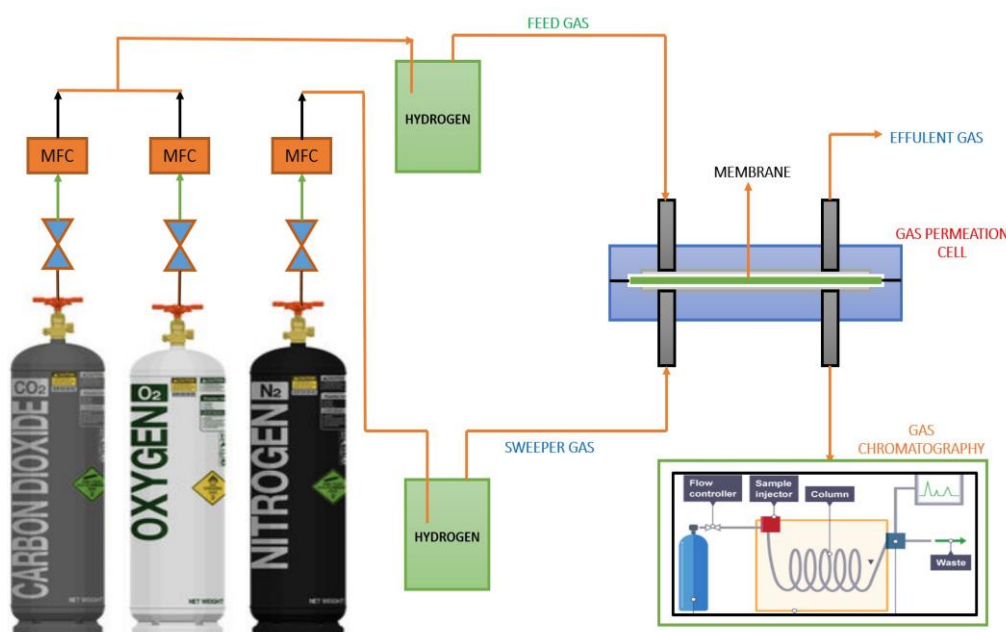 FEED GAS
HYDROGEN
MFC
MFC
MFC
EFFULENT GAS
MEMBRANE
GAS PERMEATION
CELL
CO2
CARBON DIOXIDE
O2
OXYGEN
N2
NITROGEN
NET WEIGHT
NET WEIGHT
NET WEIGHT
SWEEPER GAS
HYDROGEN
GAS
CHROMATOGRAPHY
Flow
controller
Sample
injector
Column
Waste